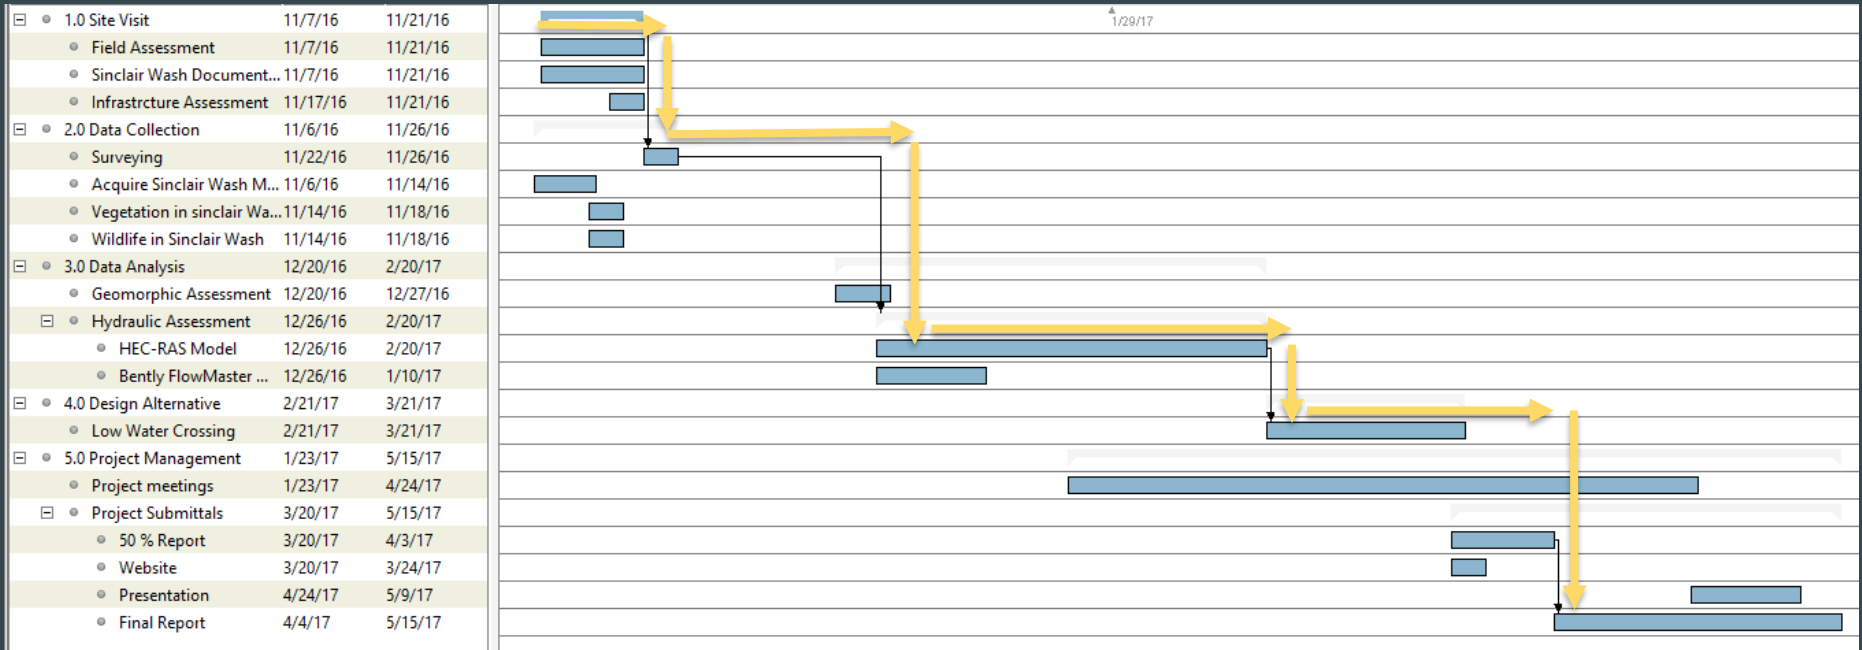 1.0 Site Visit 11/7/16 11/21/16
1/29/17
Field Assessment 11/7/16 11/21/16
Sinclair Wash Document... 11/7/16 11/21/16
Infrastrcture Assessment 11/17/16 11/21/16
2.0 Data Collection 11/6/16 11/26/16
Surveying 11/22/16 11/26/16
Acquire Sinclair Wash M... 11/6/16 11/14/16
Vegetation in sinclair Wa... 11/14/16 11/18/16
Wildlife in Sinclair Wash 11/14/16 11/18/16
3.0 Data Analysis 12/20/16 2/20/17
Geomorphic Assessment 12/20/16 12/27/16
Hydraulic Assessment 12/26/16 2/20/17
HEC-RAS Model 12/26/16 2/20/17
Bently FlowMaster ... 12/26/16 1/10/17
4.0 Design Alternative 2/21/17 3/21/17
Low Water Crossing 2/21/17 3/21/17
5.0 Project Management 1/23/17 5/15/17
Project meetings 1/23/17 4/24/17
Project Submittals 3/20/17 5/15/17
50 % Report 3/20/17 4/3/17
Website 3/20/17 3/24/17
Presentation 4/24/17 5/9/17
Final Report 4/4/17 5/15/17